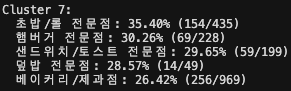 Cluster 7:
초밥/롤 전문점: 35.40% (154/435)
햄버거 전문점: 30.26% (69/228)
샌드위치/토스트 전문점: 29.65% (59/199)
덮밥 전문점: 28.57% (14/49)
베이커리/제과점: 26.42% (256/969)